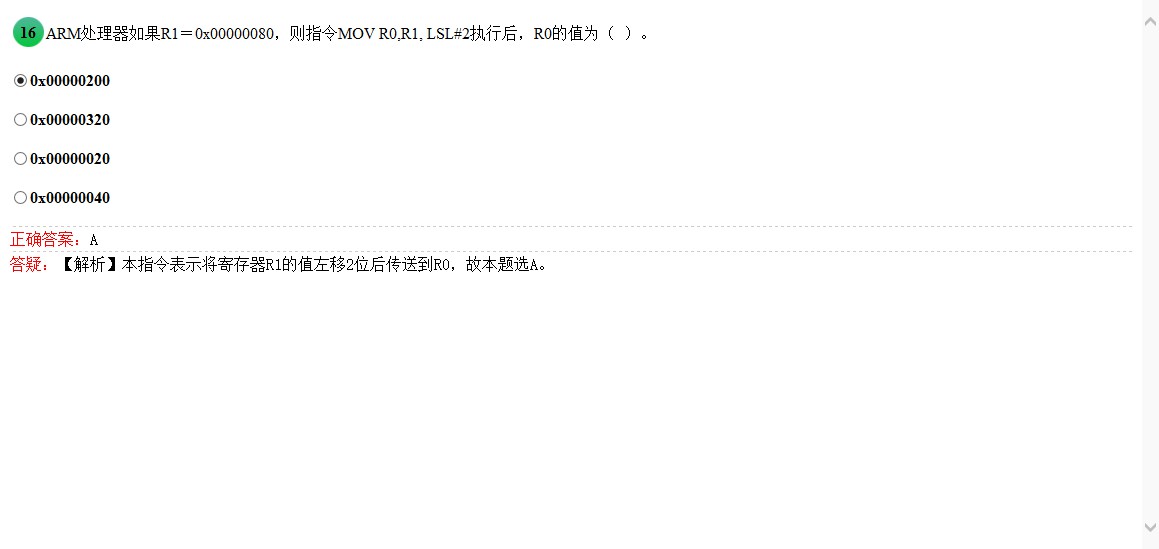 16 ARM处理器如果R1＝0x00000080，则指令MOV R0,R1, LSL#2执行后，R0的值为（ ）。
0x00000200
0x00000320
0x00000020
0x00000040
正确答案：A
答疑：【解析】本指令表示将寄存器R1的值左移2位后传送到R0，故本题选A。